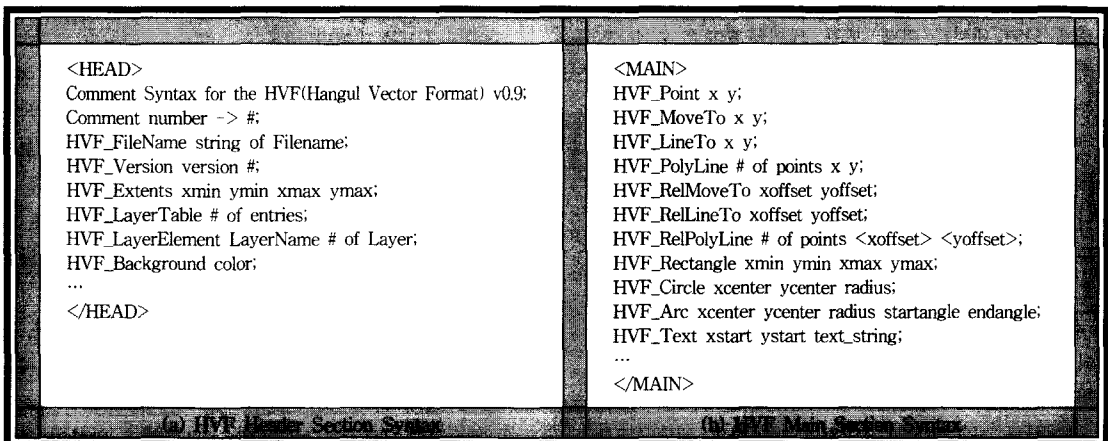 <HEAD>
Comment Syntax for the HVF(Hangul Vector Format) v0.9;
Comment number -> #;
HVF_FileName string of Filename;
HVF_Version version #;
HVF_Extents xmin ymin xmax ymax;
HVF_LayerTable # of entries;
HVF_LayerElement LayerName # of Layer;
HVF_Background color;
...
</HEAD>
(a) HVF Header Section Syntax
<MAIN>
HVF_Point x y;
HVF_MoveTo x y;
HVF_LineTo x y;
HVF_PolyLine # of points x y;
HVF_RelMoveTo xoffset yoffset;
HVF_RelLineTo xoffset yoffset;
HVF_RelPolyLine # of points <xoffset> <yoffset>;
HVF_Rectangle xmin ymin xmax ymax;
HVF_Circle xcenter ycenter radius;
HVF_Arc xcenter ycenter radius startangle endangle;
HVF_Text xstart ystart text_string;
...
</MAIN>
(b) HVF Main Section Syntax